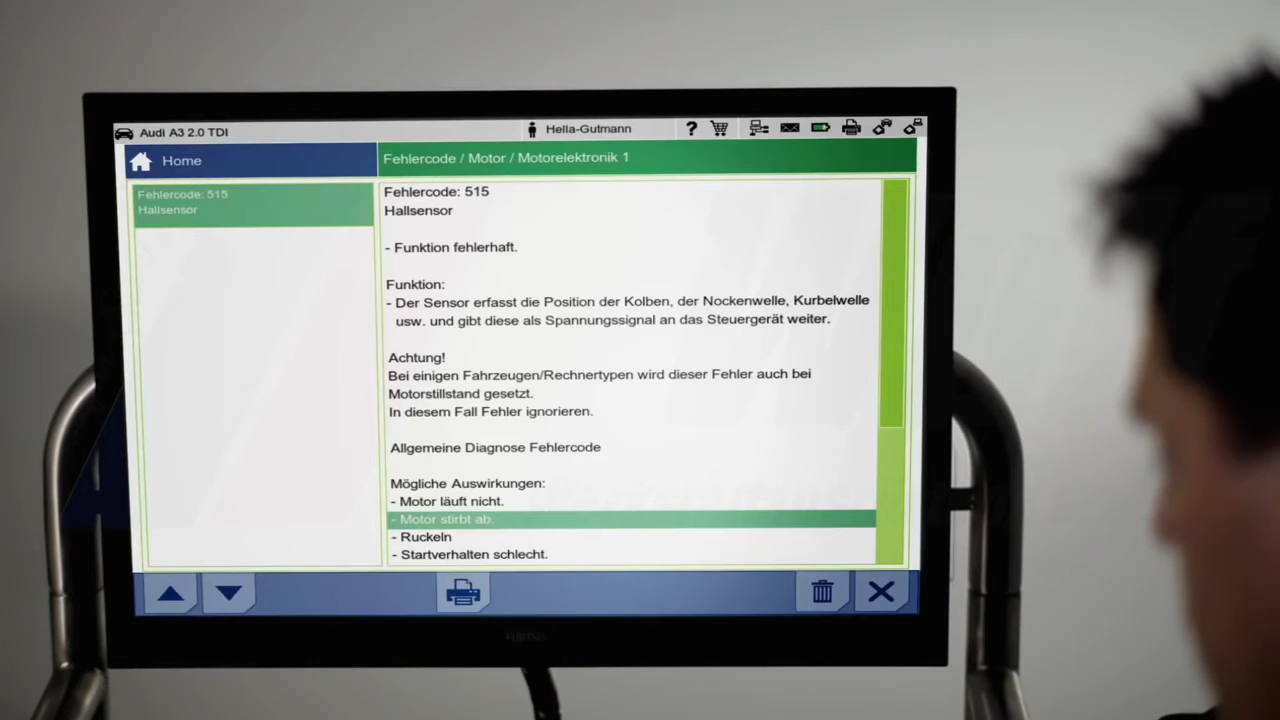 Audi A3 2.0 TDI
Hella-Gutmann
?
Home
Fehlercode / Motor / Motorelektronik 1
Fehlercode: 515
Hallsensor
Fehlercode: 515
Hallsensor
- Funktion fehlerhaft.
Funktion:
- Der Sensor erfasst die Position der Kolben, der Nockenwelle, Kurbelwelle
usw. und gibt diese als Spannungssignal an das Steuergerät weiter.
Achtung!
Bei einigen Fahrzeugen/Rechnertypen wird dieser Fehler auch bei
Motorstillstand gesetzt.
In diesem Fall Fehler ignorieren.
Allgemeine Diagnose Fehlercode
Mögliche Auswirkungen:
- Motor läuft nicht.
- Motor stirbt ab.
- Ruckeln
- Startverhalten schlecht.
FUJITSU